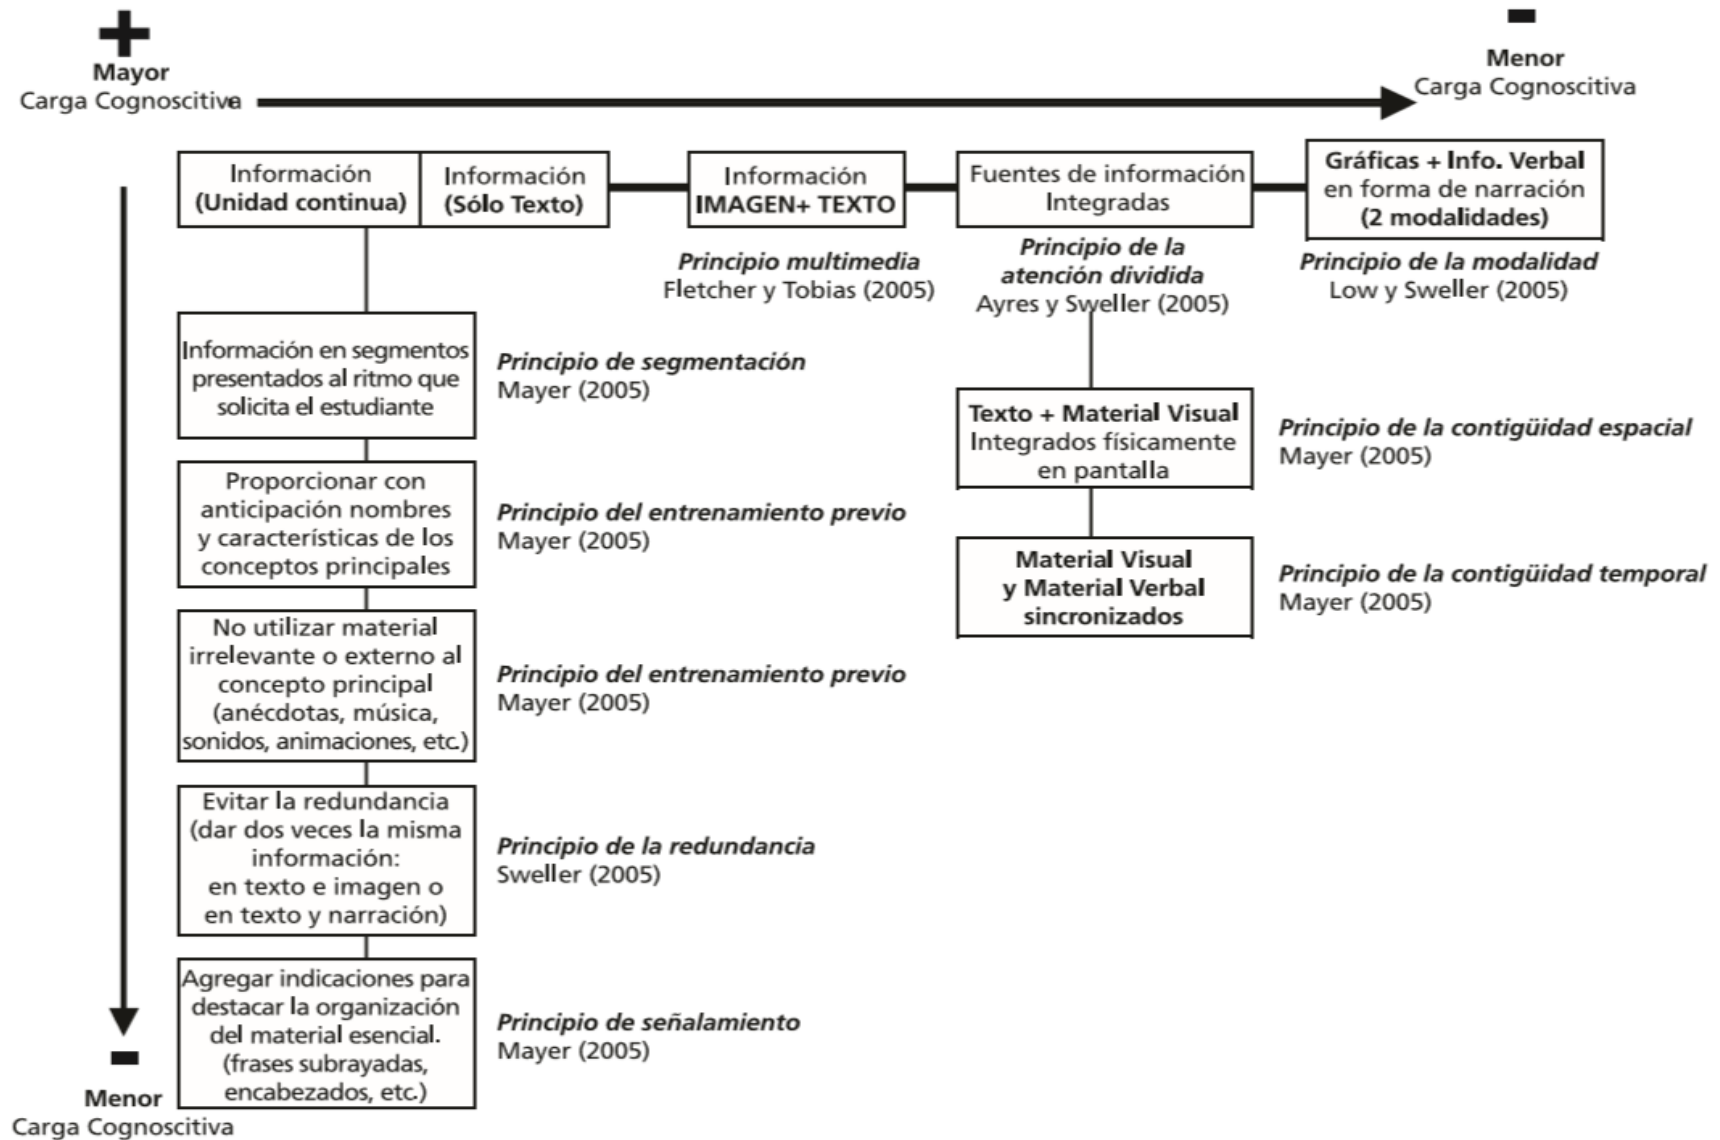 +
Mayor
Carga Cognoscitiva
-
Menor
Carga Cognoscitiva
Información
(Unidad continua)
Información
(Sólo Texto)
Información
IMAGEN+ TEXTO
Fuentes de información
Integradas
Gráficas + Info. Verbal
en forma de narración
(2 modalidades)
Principio multimedia
Fletcher y Tobias (2005)
Principio de la
atención dividida
Ayres y Sweller (2005)
Principio de la modalidad
Low y Sweller (2005)
Información en segmentos
presentados al ritmo que
solicita el estudiante
Principio de segmentación
Mayer (2005)
Texto + Material Visual
Integrados físicamente
en pantalla
Principio de la contigüidad espacial
Mayer (2005)
Proporcionar con
anticipación nombres
y características de los
conceptos principales
Principio del entrenamiento previo
Mayer (2005)
Material Visual
y Material Verbal
sincronizados
Principio de la contigüidad temporal
Mayer (2005)
No utilizar material
irrelevante o externo al
concepto principal
(anécdotas, música,
sonidos, animaciones, etc.)
Principio del entrenamiento previo
Mayer (2005)
Evitar la redundancia
(dar dos veces la misma
información:
en texto e imagen o
en texto y narración)
Principio de la redundancia
Sweller (2005)
Agregar indicaciones para
destacar la organización
del material esencial.
(frases subrayadas,
encabezados, etc.)
Principio de señalamiento
Mayer (2005)
-
Menor
Carga Cognoscitiva